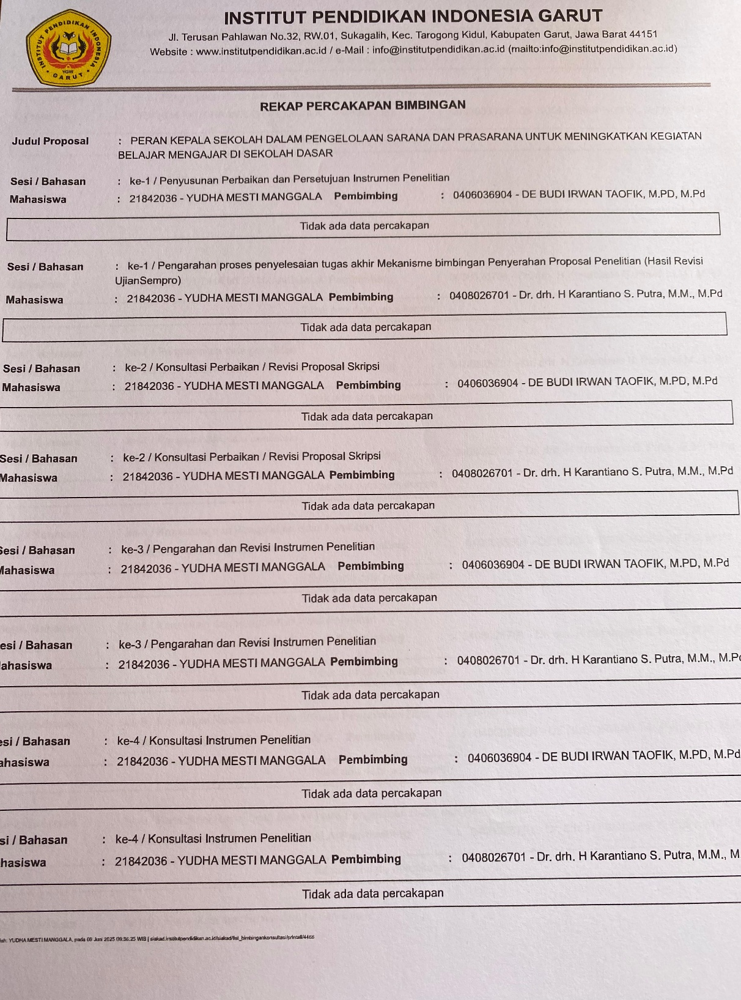 INSTITUT PENDIDIKAN INDONESIA
YGW
GARUT
INSTITUT PENDIDIKAN INDONESIA GARUT
Jl. Terusan Pahlawan No.32, RW.01, Sukagalih, Kec. Tarogong Kidul, Kabupaten Garut, Jawa Barat 44151
Website : www.institutpendidikan.ac.id / e-Mail : info@institutpendidikan.ac.id (mailto:info@institutpendidikan.ac.id)
REKAP PERCAKAPAN BIMBINGAN
Judul Proposal : PERAN KEPALA SEKOLAH DALAM PENGELOLAAN SARANA DAN PRASARANA UNTUK MENINGKATKAN KEGIATAN
BELAJAR MENGAJAR DI SEKOLAH DASAR
Sesi / Bahasan : ke-1 / Penyusunan Perbaikan dan Persetujuan Instrumen Penelitian
Mahasiswa : 21842036 - YUDHA MESTI MANGGALA Pembimbing : 0406036904 - DE BUDI IRWAN TAOFIK, M.PD, M.Pd
Tidak ada data percakapan
Sesi / Bahasan : ke-1 / Pengarahan proses penyelesaian tugas akhir Mekanisme bimbingan Penyerahan Proposal Penelitian (Hasil Revisi
UjianSempro)
Mahasiswa : 21842036 - YUDHA MESTI MANGGALA Pembimbing : 0408026701 - Dr. drh. H Karantiano S. Putra, M.M., M.Pd
Tidak ada data percakapan
Sesi / Bahasan : ke-2 / Konsultasi Perbaikan / Revisi Proposal Skripsi
Mahasiswa : 21842036 - YUDHA MESTI MANGGALA Pembimbing : 0406036904 - DE BUDI IRWAN TAOFIK, M.PD, M.Pd
Tidak ada data percakapan
Sesi / Bahasan : ke-2 / Konsultasi Perbaikan / Revisi Proposal Skripsi
Mahasiswa : 21842036 - YUDHA MESTI MANGGALA Pembimbing : 0408026701 - Dr. drh. H Karantiano S. Putra, M.M., M.Pd
Tidak ada data percakapan
Sesi / Bahasan : ke-3 / Pengarahan dan Revisi Instrumen Penelitian
Mahasiswa : 21842036 - YUDHA MESTI MANGGALA Pembimbing : 0406036904 - DE BUDI IRWAN TAOFIK, M.PD, M.Pd
Tidak ada data percakapan
esi / Bahasan : ke-3 / Pengarahan dan Revisi Instrumen Penelitian
ahasiswa : 21842036 - YUDHA MESTI MANGGALA Pembimbing : 0408026701 - Dr. drh. H Karantiano S. Putra, M.M., M.Pd
Tidak ada data percakapan
esi / Bahasan : ke-4 / Konsultasi Instrumen Penelitian
ahasiswa : 21842036 - YUDHA MESTI MANGGALA Pembimbing : 0406036904 - DE BUDI IRWAN TAOFIK, M.PD, M.Pd
Tidak ada data percakapan
si / Bahasan : ke-4 / Konsultasi Instrumen Penelitian
hasiswa : 21842036 - YUDHA MESTI MANGGALA Pembimbing : 0408026701 - Dr. drh. H Karantiano S. Putra, M.M., M
Tidak ada data percakapan
leh: YUDHA MESTI MANGGALA, pada 09 Juni 2025 09:36:25 WIB | siakad.institutpendidikan.ac.id/siakad/list_bimbingankonsultasi/printall/4466